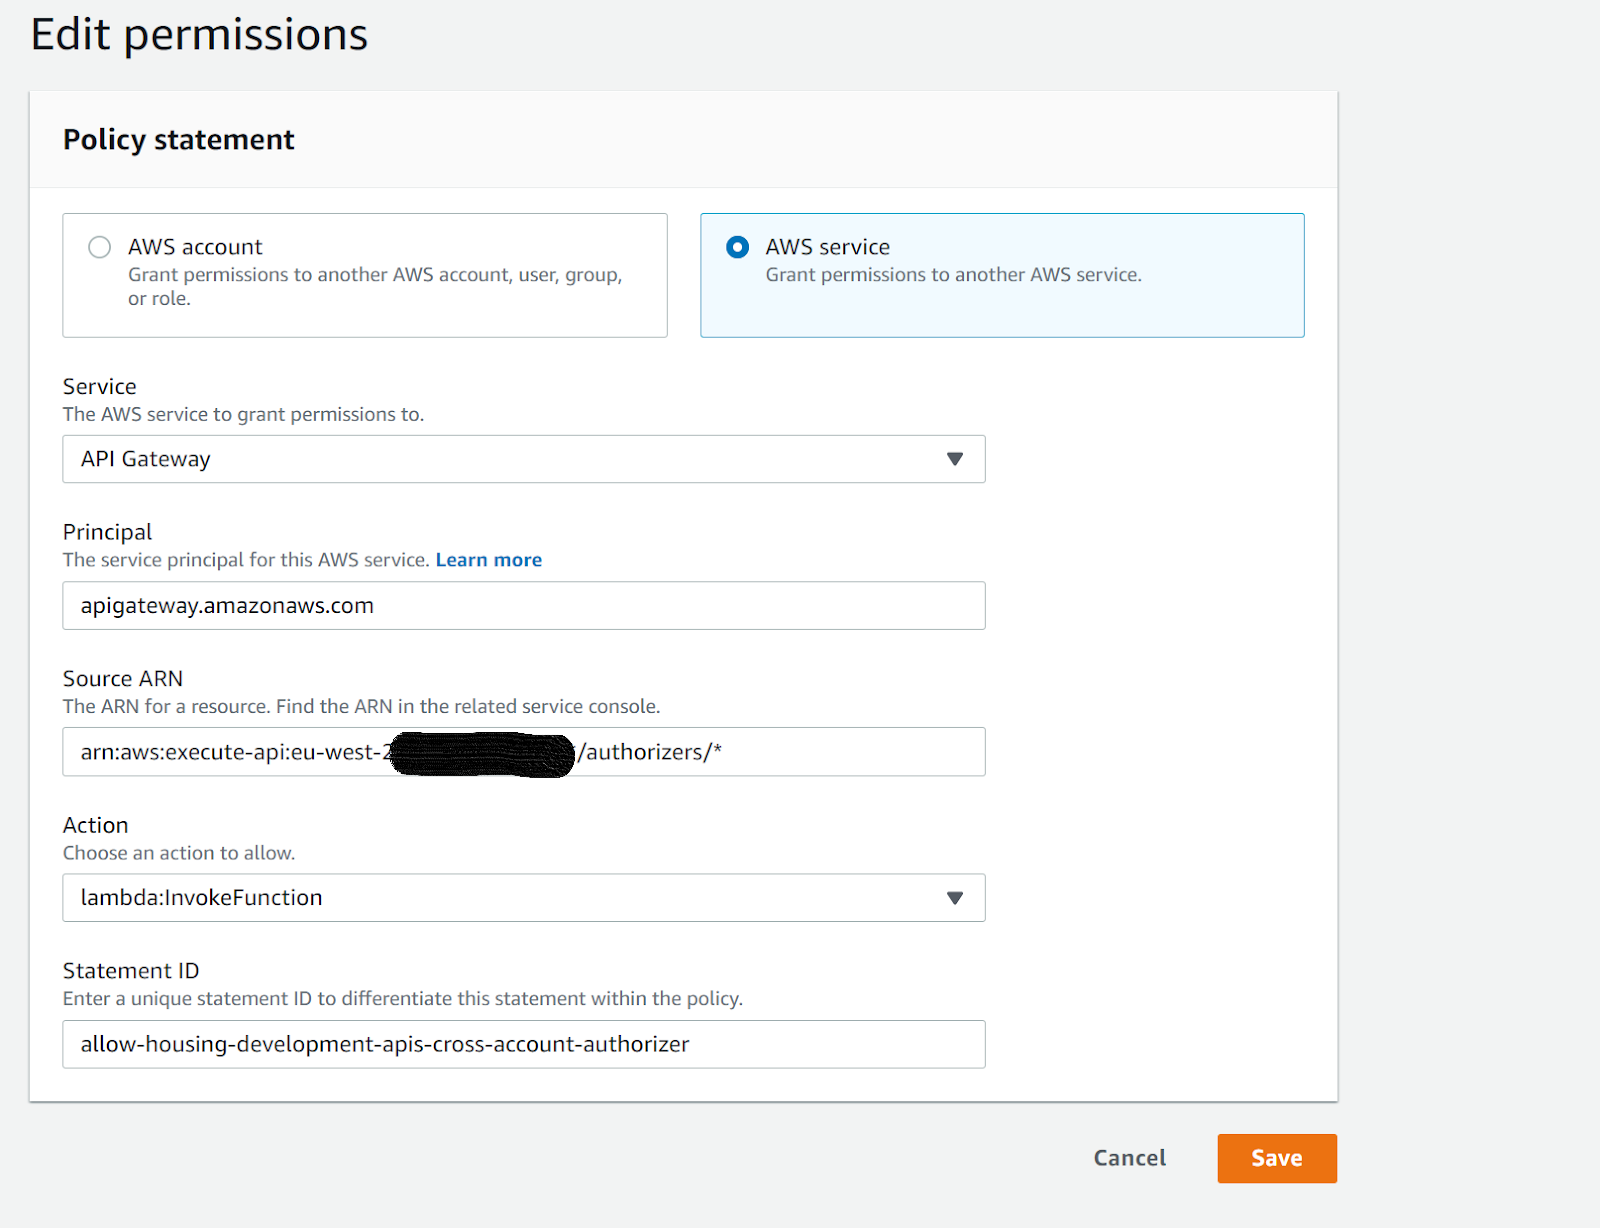 Edit permissions
Policy statement
AWS account
Grant permissions to another AWS account, user, group,
or role.
AWS service
Grant permissions to another AWS service.
Service
The AWS service to grant permissions to.
API Gateway
Principal
The service principal for this AWS service. Learn more
apigateway.amazonaws.com
Source ARN
The ARN for a resource. Find the ARN in the related service console.
arn:aws:execute-api:eu-west-2 /authorizers/*
Action
Choose an action to allow.
lambda:InvokeFunction
Statement ID
Enter a unique statement ID to differentiate this statement within the policy.
allow-housing-development-apis-cross-account-authorizer
Cancel
Save